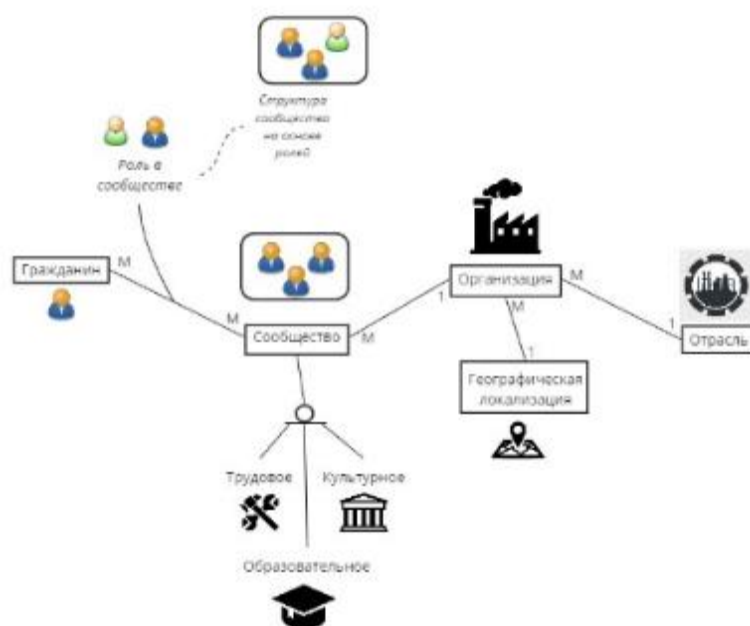 Структура
сообщества
на основе
ролей
Роль в
сообществе
Гражданин
M
M
Сообщество
M
1
Организация
M
M
1
1
Отрасль
Географическая
локализация
Трудовое
Культурное
Образовательное